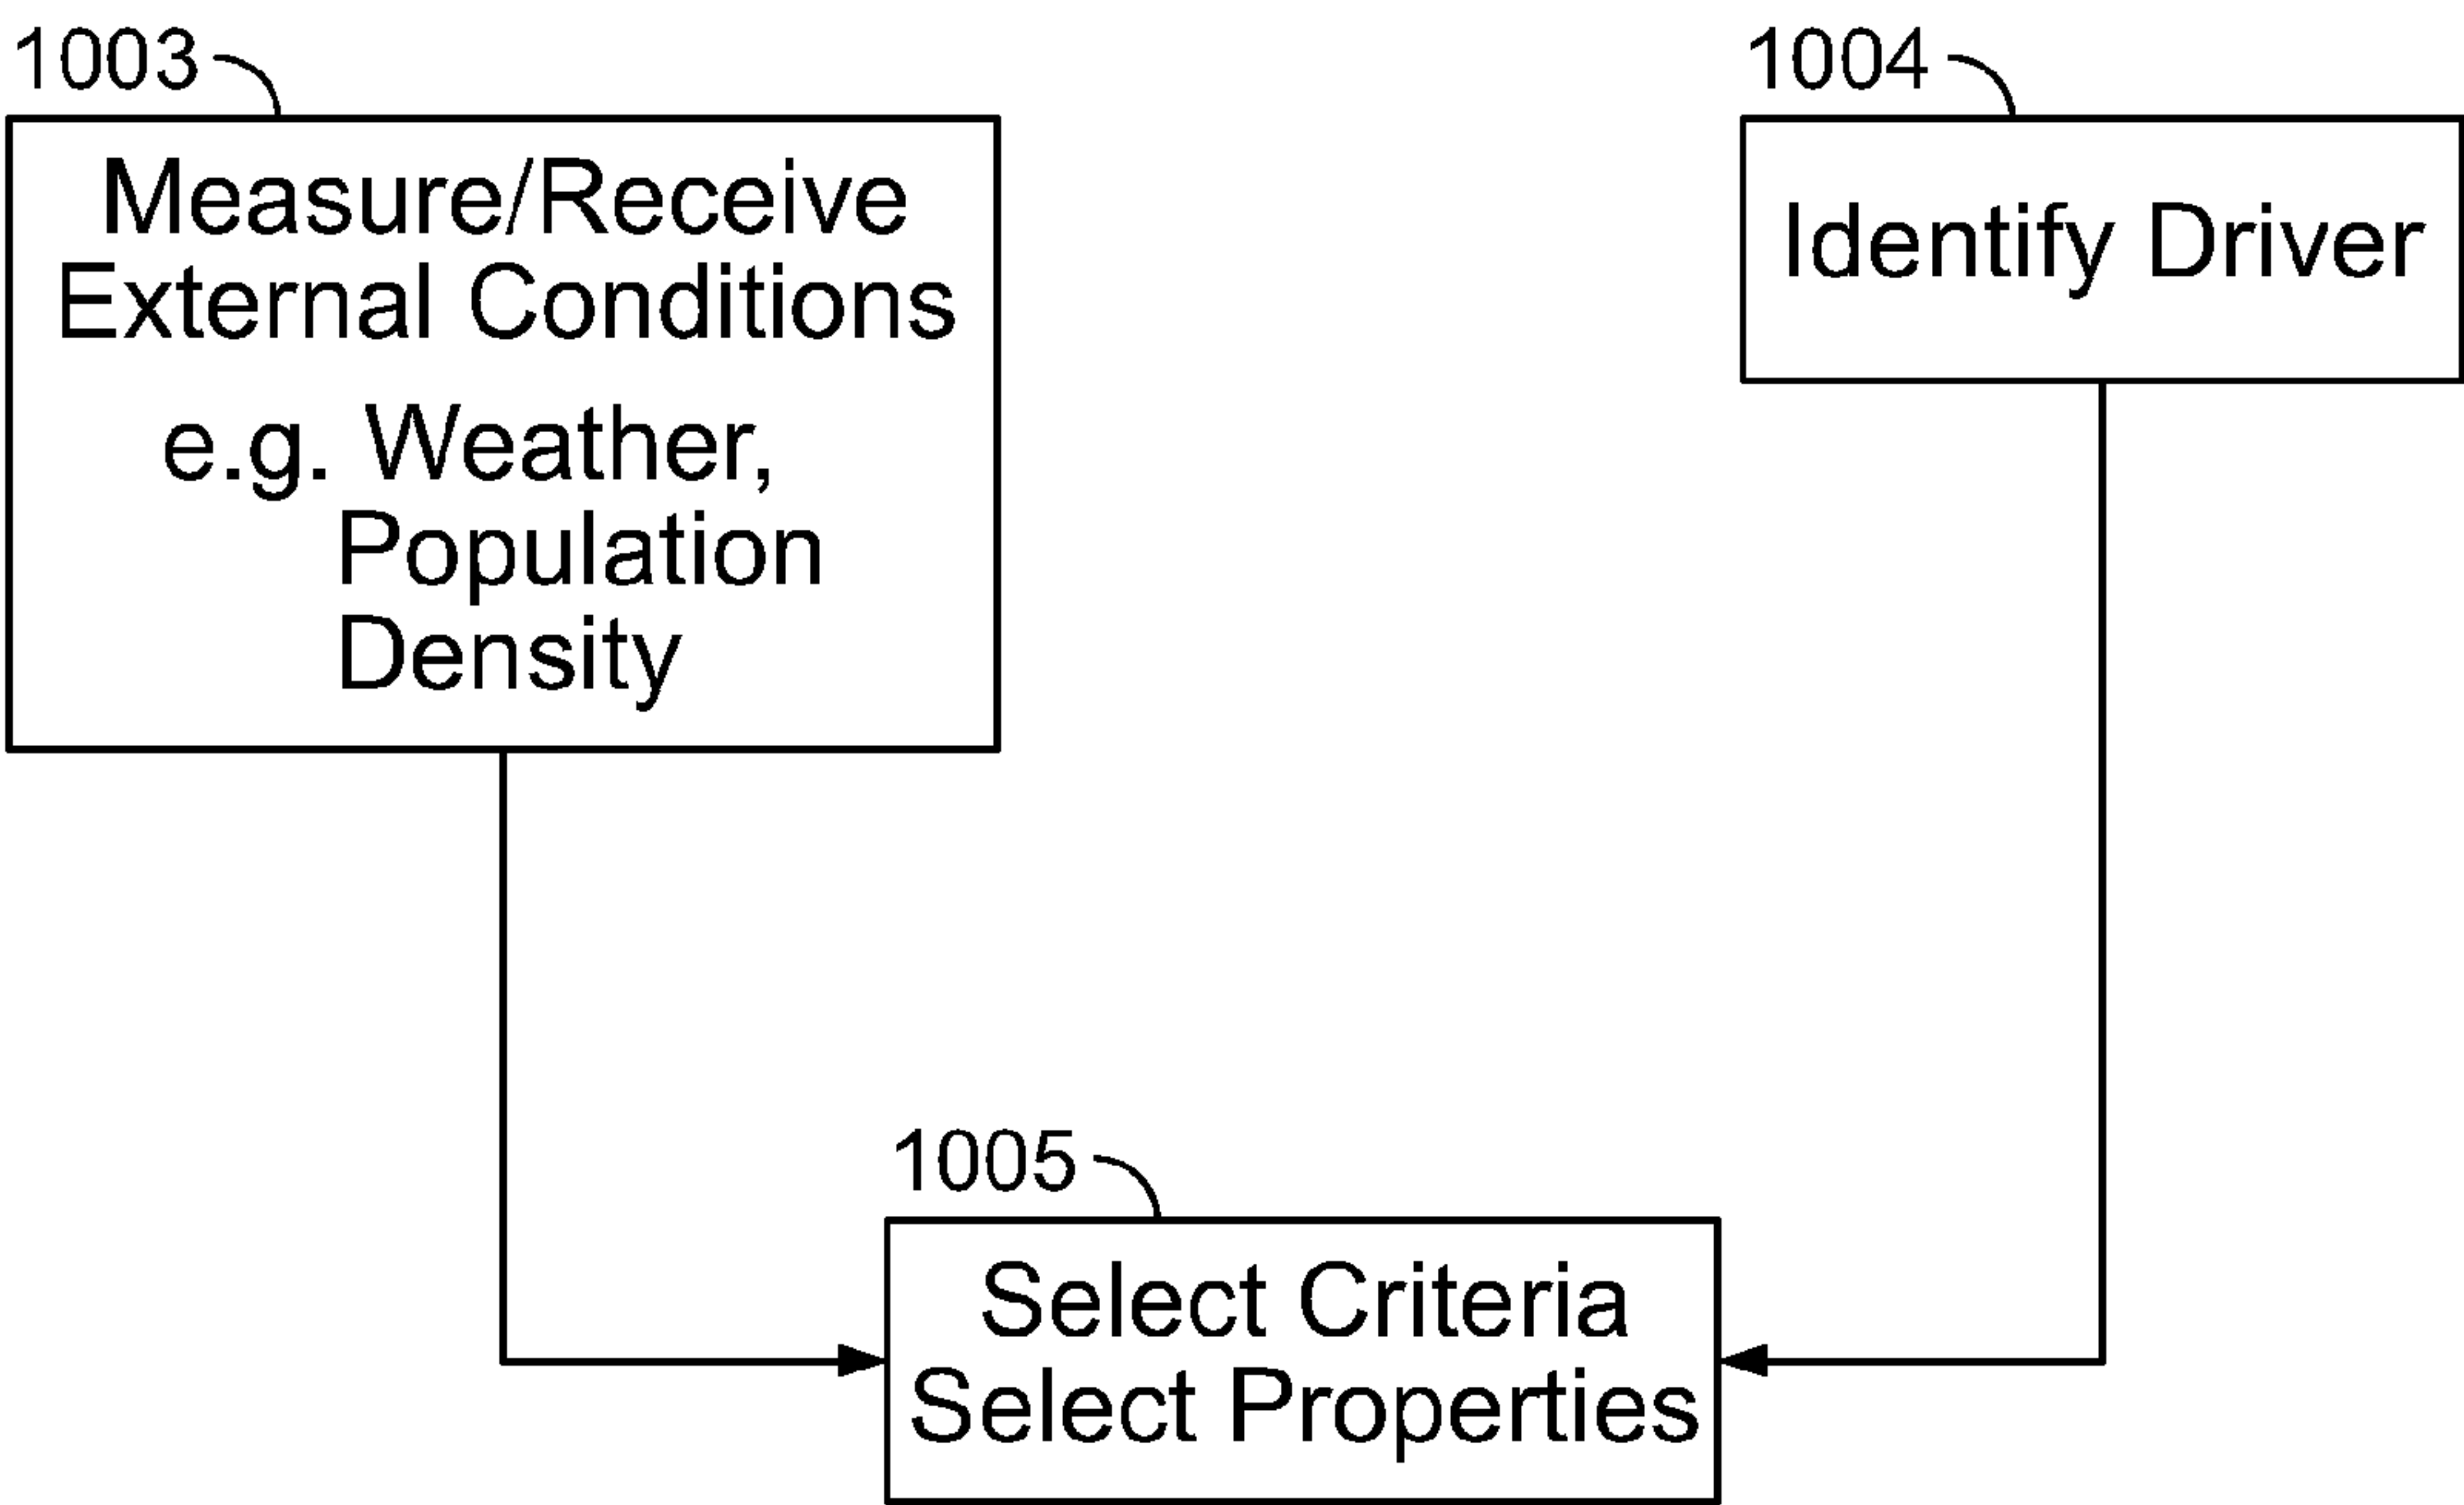 1003
Measure/Receive
External Conditions
e.g. Weather,
Population
Density
1004
Identify Driver
1005
Select Criteria
Select Properties